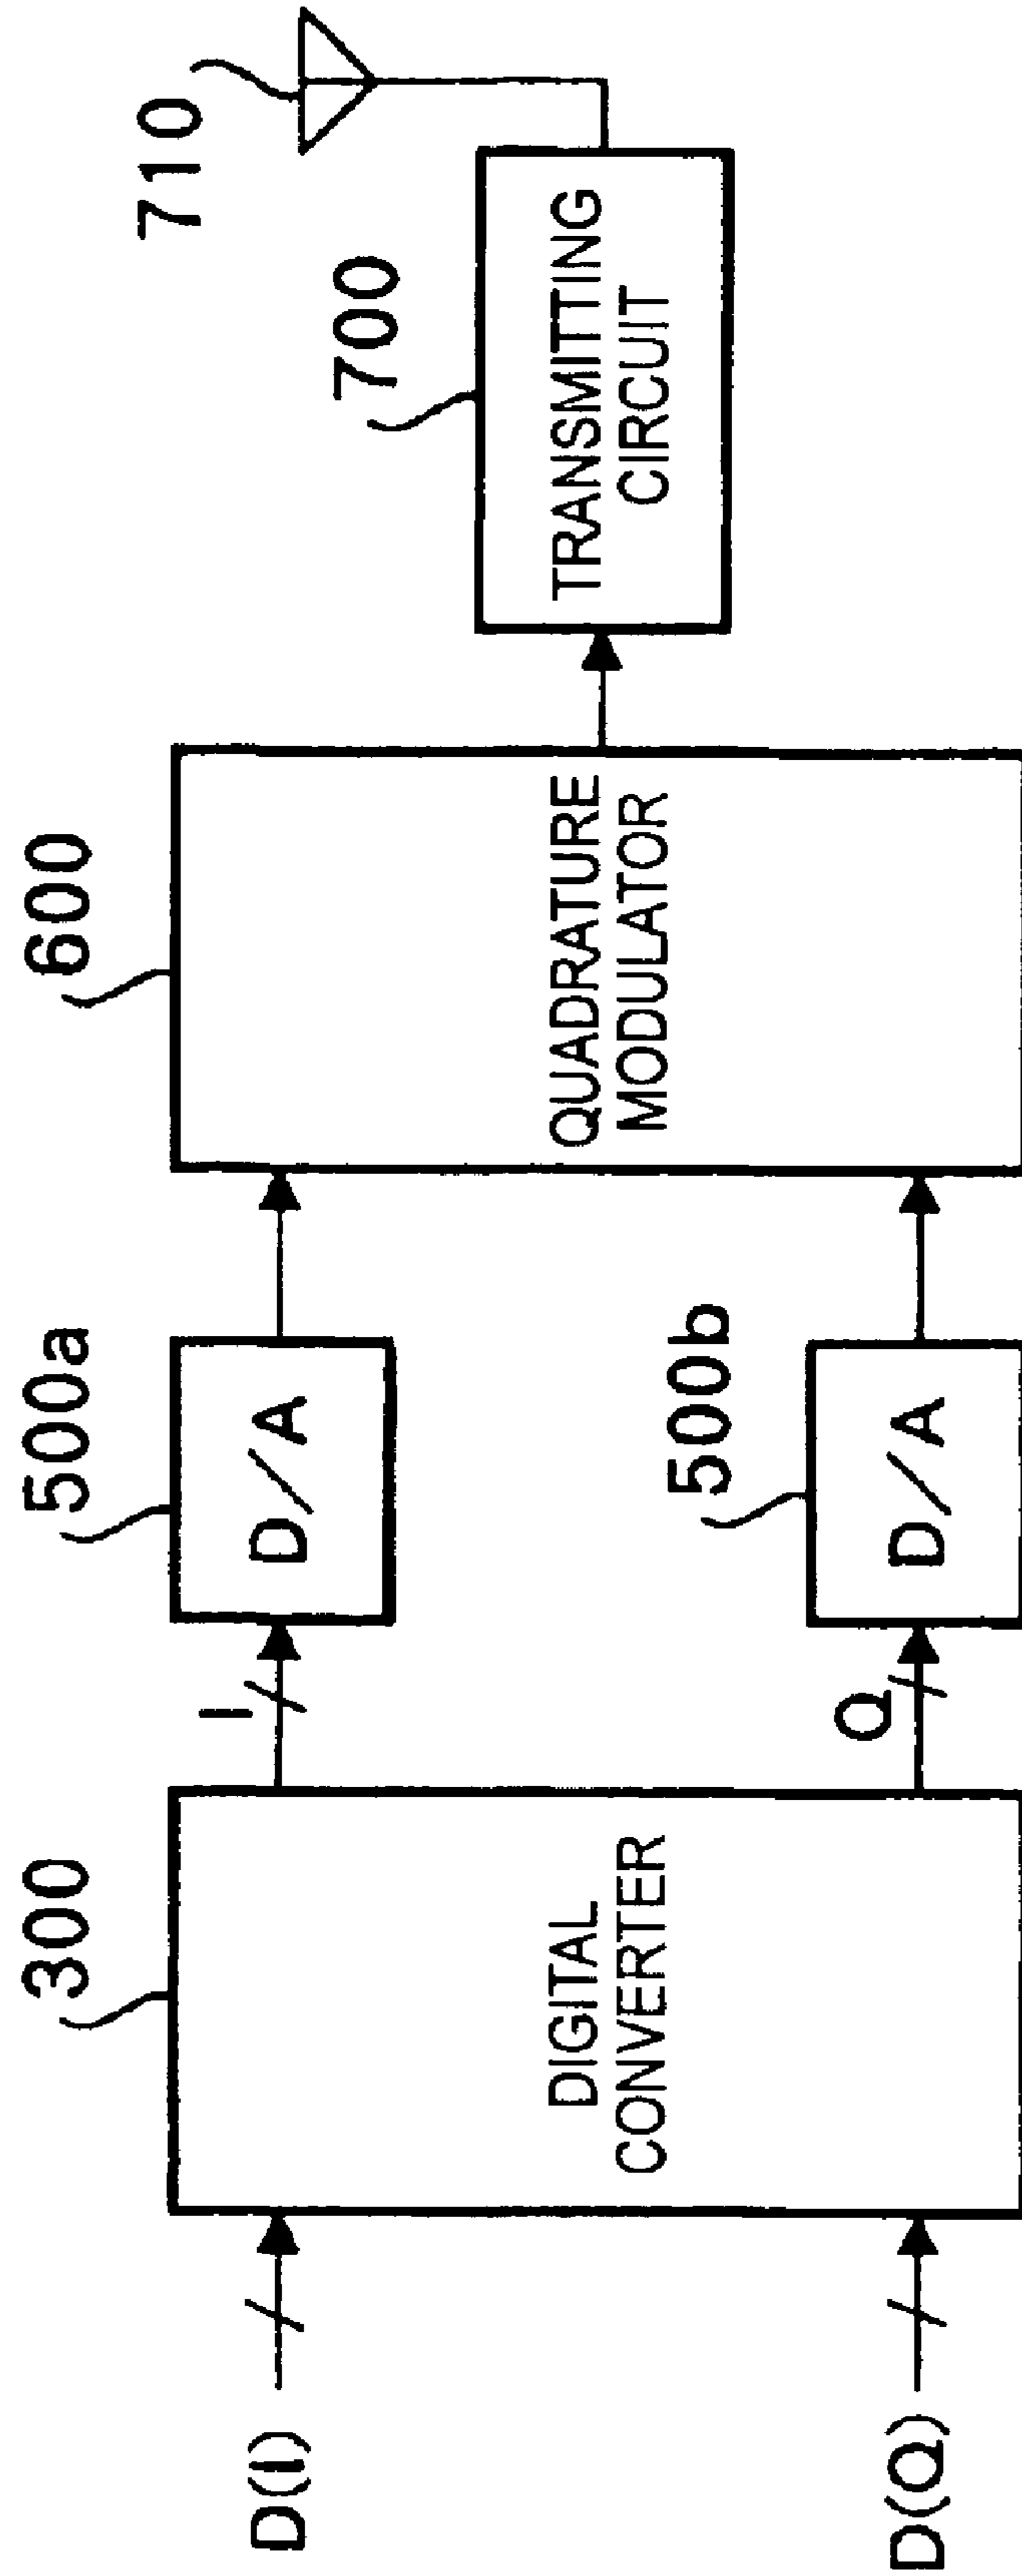 D(I)
D(Q)
300
DIGITAL
CONVERTER
I
Q
500a
D/A
500b
D/A
600
QUADRATURE
MODULATOR
700
TRANSMITTING
CIRCUIT
710